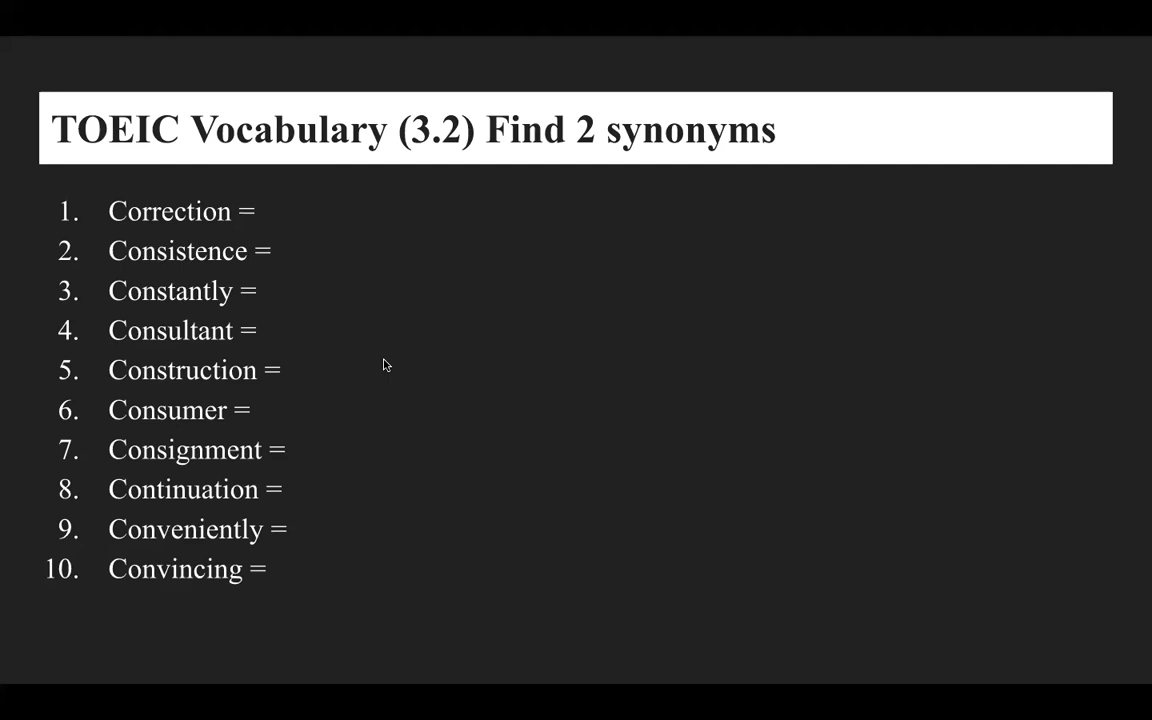 TOEIC Vocabulary (3.2) Find 2 synonyms
1. Correction =
2. Consistence =
3. Constantly =
4. Consultant =
5. Construction =
6. Consumer =
7. Consignment =
8. Continuation =
9. Conveniently =
10. Convincing =